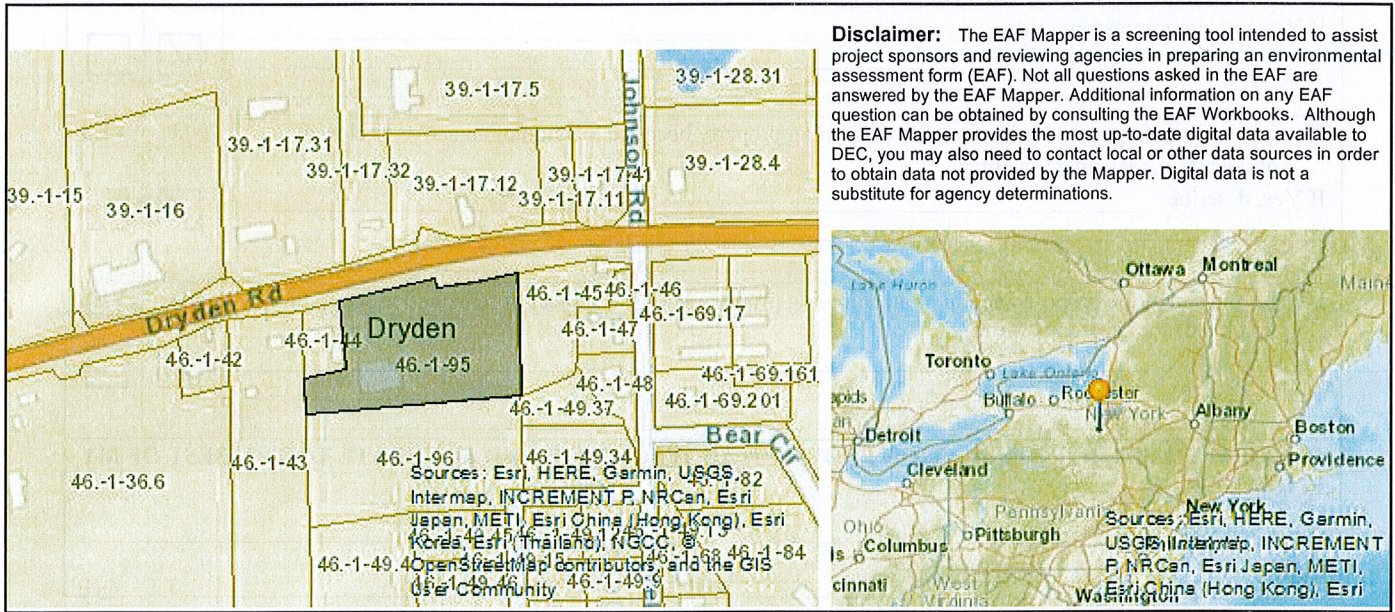 Disclaimer: The EAF Mapper is a screening tool intended to assist
project sponsors and reviewing agencies in preparing an environmental
assessment form (EAF). Not all questions asked in the EAF are
answered by the EAF Mapper. Additional information on any EAF
question can be obtained by consulting the EAF Workbooks. Although
the EAF Mapper provides the most up-to-date digital data available to
DEC, you may also need to contact local or other data sources in order
to obtain data not provided by the Mapper. Digital data is not a
substitute for agency determinations.
39.-1-17.5
39.-1-28.31
Johnson Rd
39.-1-17.31
39.-1-17.32
39.-1-17.12
39.-1-17.41
39.-1-17.11
39.-1-28.4
39.-1-15
39.-1-16
Dryden Rd
46.-1-45
46.-1-46
46.-1-69.17
46.-1-44
Dryden
46.-1-47
46.-1-42
46.-1-95
46.-1-48
46.-1-69.161
46.-1-69.201
46.-1-49.37
Bear Cir
46.-1-43
46.-1-96
46.-1-49.34
46.-1-36.6
Sources: Esri, HERE, Garmin, USGS,
Intermap, INCREMENT P, NRCan, Esri
Japan, METI, Esri China (Hong Kong), Esri
Korea, Esri (Thailand), NGCC, ©
OpenStreetMap contributors, and the GIS
User Community
Ottawa
Montreal
Maine
Lake Huron
Toronto
Lake Ontario
Buffalo
Rochester
New York
Albany
Boston
Detroit
Providence
Cleveland
New York
Pennsylvania
Ohio
Pittsburgh
Columbus
West
Virginia
Washington
Sources: Esri, HERE, Garmin,
USGS, Intermap, INCREMENT
P, NRCan, Esri Japan, METI,
Esri China (Hong Kong), Esri